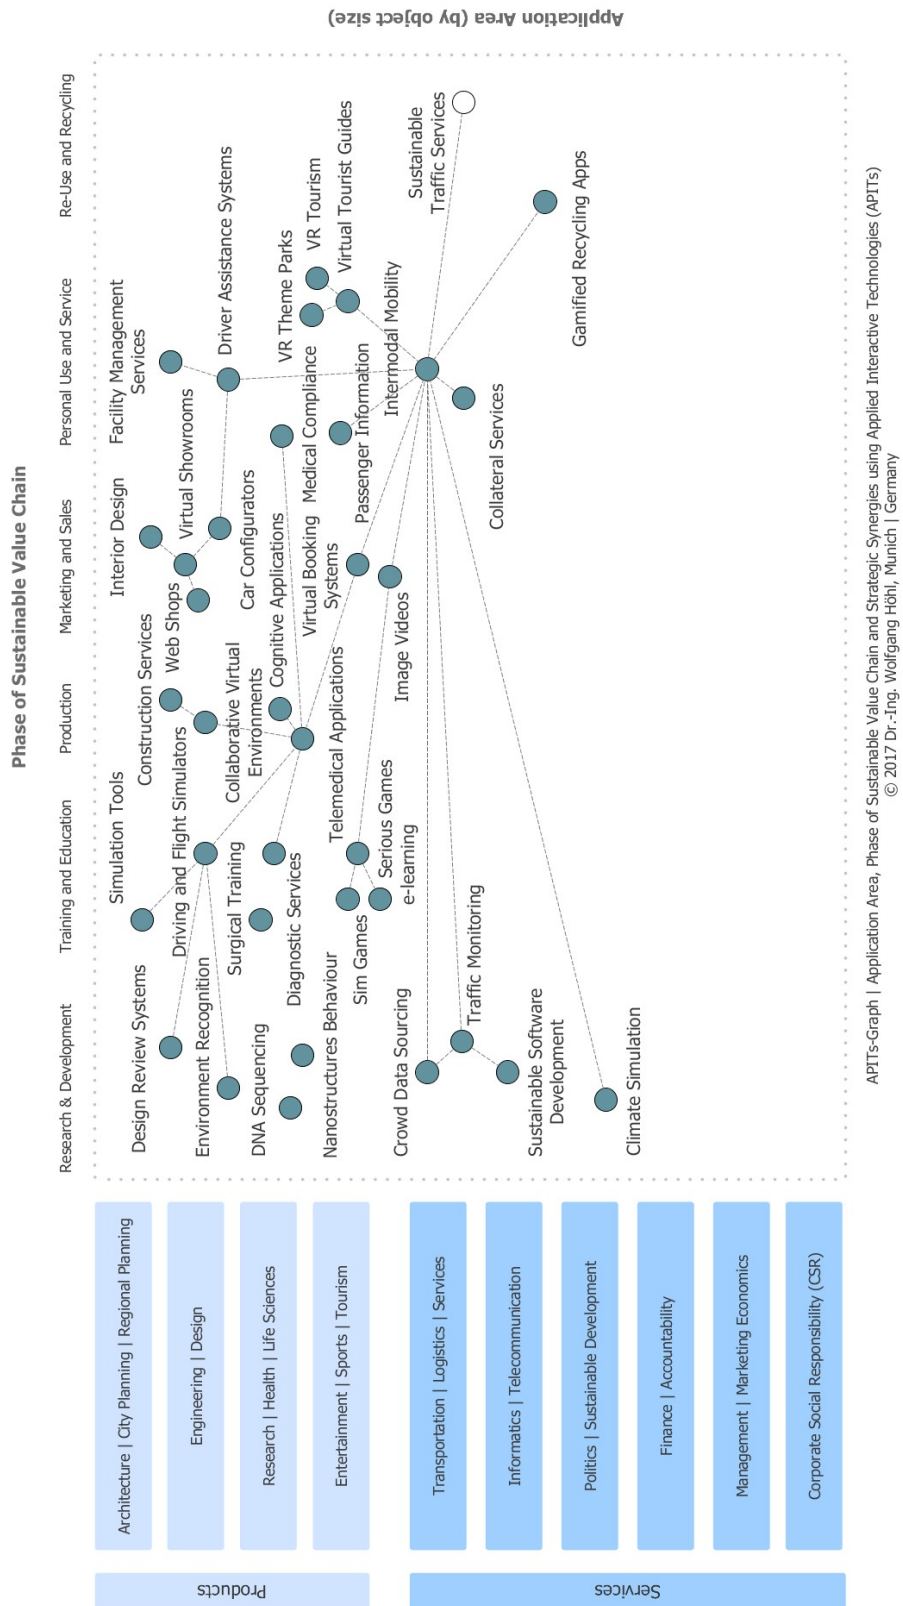 Phase of Sustainable Value Chain
Research & Development
Training and Education
Production
Marketing and Sales
Personal Use and Service
Re-Use and Recycling
Application Area (by object size)
Products
Architecture | City Planning | Regional Planning
Engineering | Design
Research | Health | Life Sciences
Entertainment | Sports | Tourism
Services
Transportation | Logistics | Services
Informatics | Telecommunication
Politics | Sustainable Development
Finance | Accountability
Management | Marketing Economics
Corporate Social Responsibility (CSR)
Design Review Systems
Environment Recognition
DNA Sequencing
Nanostructures Behaviour
Crowd Data Sourcing
Traffic Monitoring
Sustainable Software
Development
Climate Simulation
Simulation Tools
Driving and Flight Simulators
Surgical Training
Diagnostic Services
Sim Games
Serious Games
e-learning
Construction Services
Collaborative Virtual
Environments
Cognitive Applications
Telemedical Applications
Interior Design
Virtual Showrooms
Web Shops
Car Configurators
Virtual Booking
Systems
Image Videos
Facility Management
Services
Driver Assistance Systems
Medical Compliance
Passenger Information
Intermodal Mobility
Collateral Services
VR Theme Parks
VR Tourism
Virtual Tourist Guides
Sustainable
Traffic Services
Gamified Recycling Apps
APITs-Graph | Application Area, Phase of Sustainable Value Chain and Strategic Synergies using Applied Interactive Technologies (APITs)
© 2017 Dr.-Ing. Wolfgang Höhl, Munich | Germany